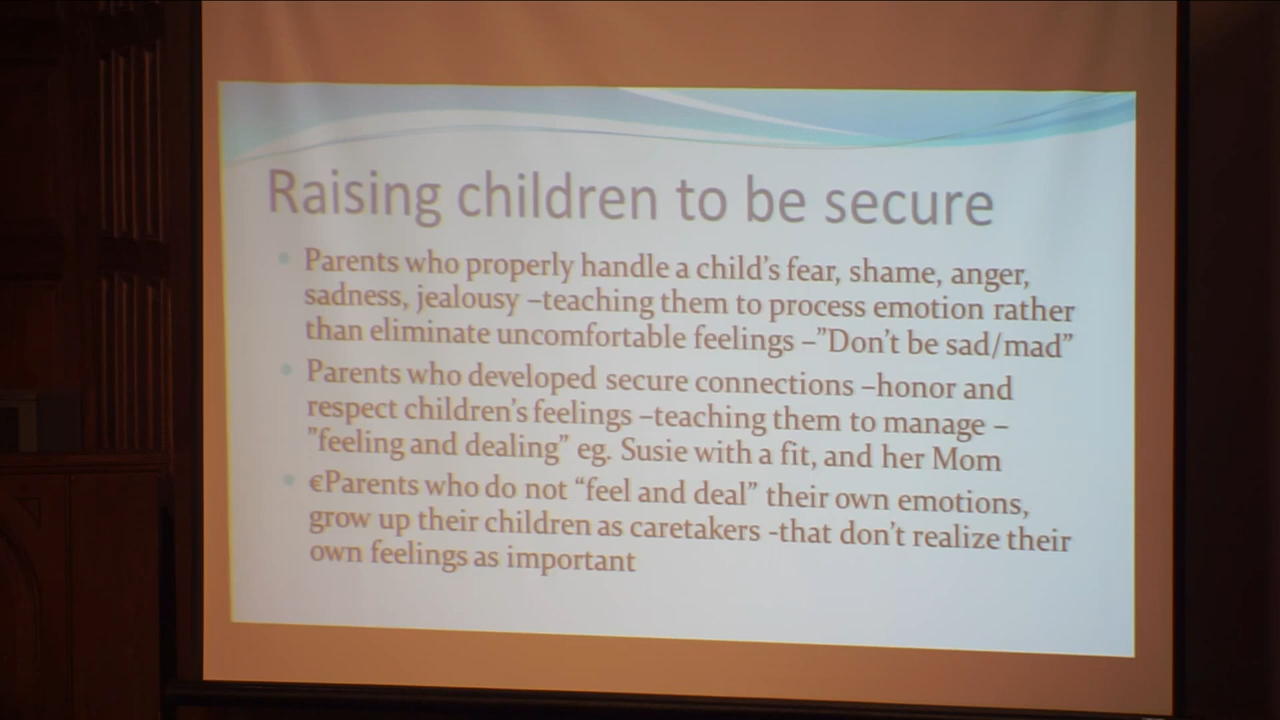 Raising children to be secure
Parents who properly handle a child's fear, shame, anger,
sadness, jealousy –teaching them to process emotion rather
than eliminate uncomfortable feelings –"Don't be sad/mad"
Parents who developed secure connections –honor and
respect children's feelings –teaching them to manage –
"feeling and dealing" eg. Susie with a fit, and her Mom
€Parents who do not “feel and deal” their own emotions,
grow up their children as caretakers -that don't realize their
own feelings as important